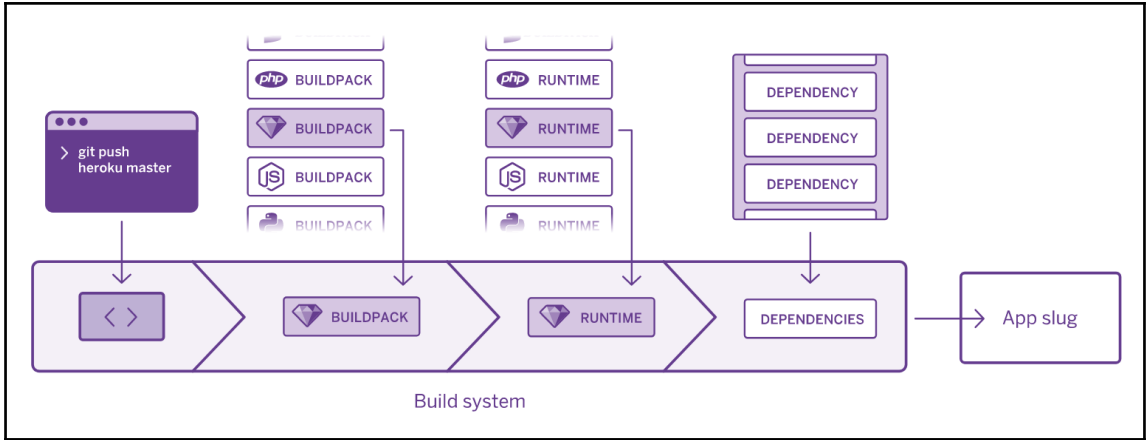 > git push
heroku master
php BUILDPACK
BUILDPACK
JS BUILDPACK
BUILDPACK
php RUNTIME
RUNTIME
JS RUNTIME
RUNTIME
DEPENDENCY
DEPENDENCY
DEPENDENCY
< >
BUILDPACK
RUNTIME
DEPENDENCIES
App slug
Build system